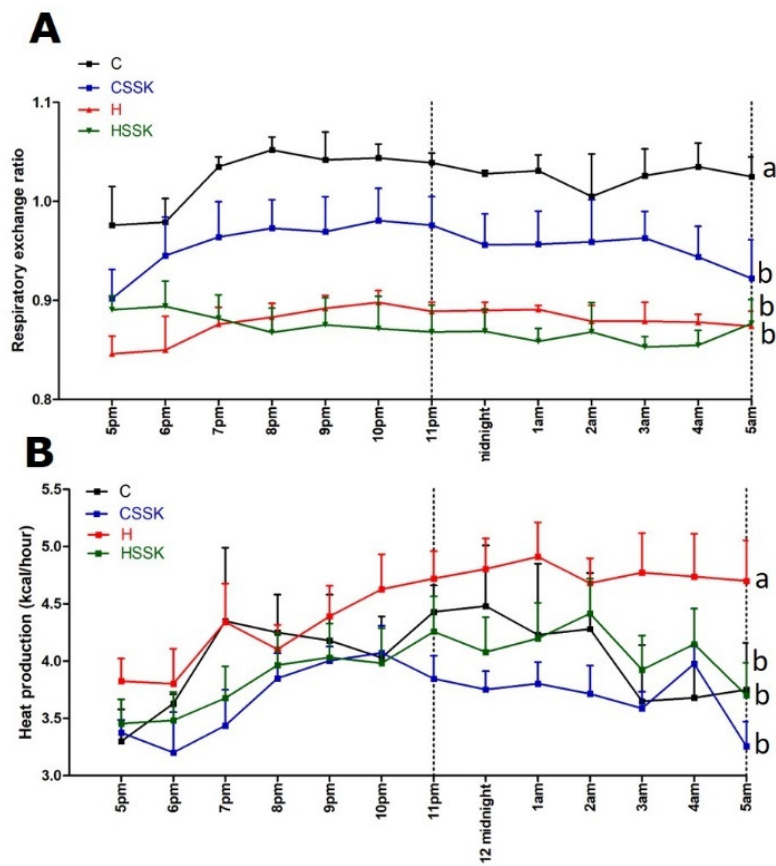 A
C
CSSK
H
HSSK
Respiratory exchange ratio
1.1
1.0
0.9
0.8
a
b
b
b
5pm
6pm
7pm
8pm
9pm
10pm
11pm
nidnight
1am
2am
3am
4am
5am
B
C
CSSK
H
HSSK
Heat production (kcal/hour)
5.5
5.0
4.5
4.0
3.5
3.0
a
b
b
b
5pm
6pm
7pm
8pm
9pm
10pm
11pm
12 midnight
1am
2am
3am
4am
5am